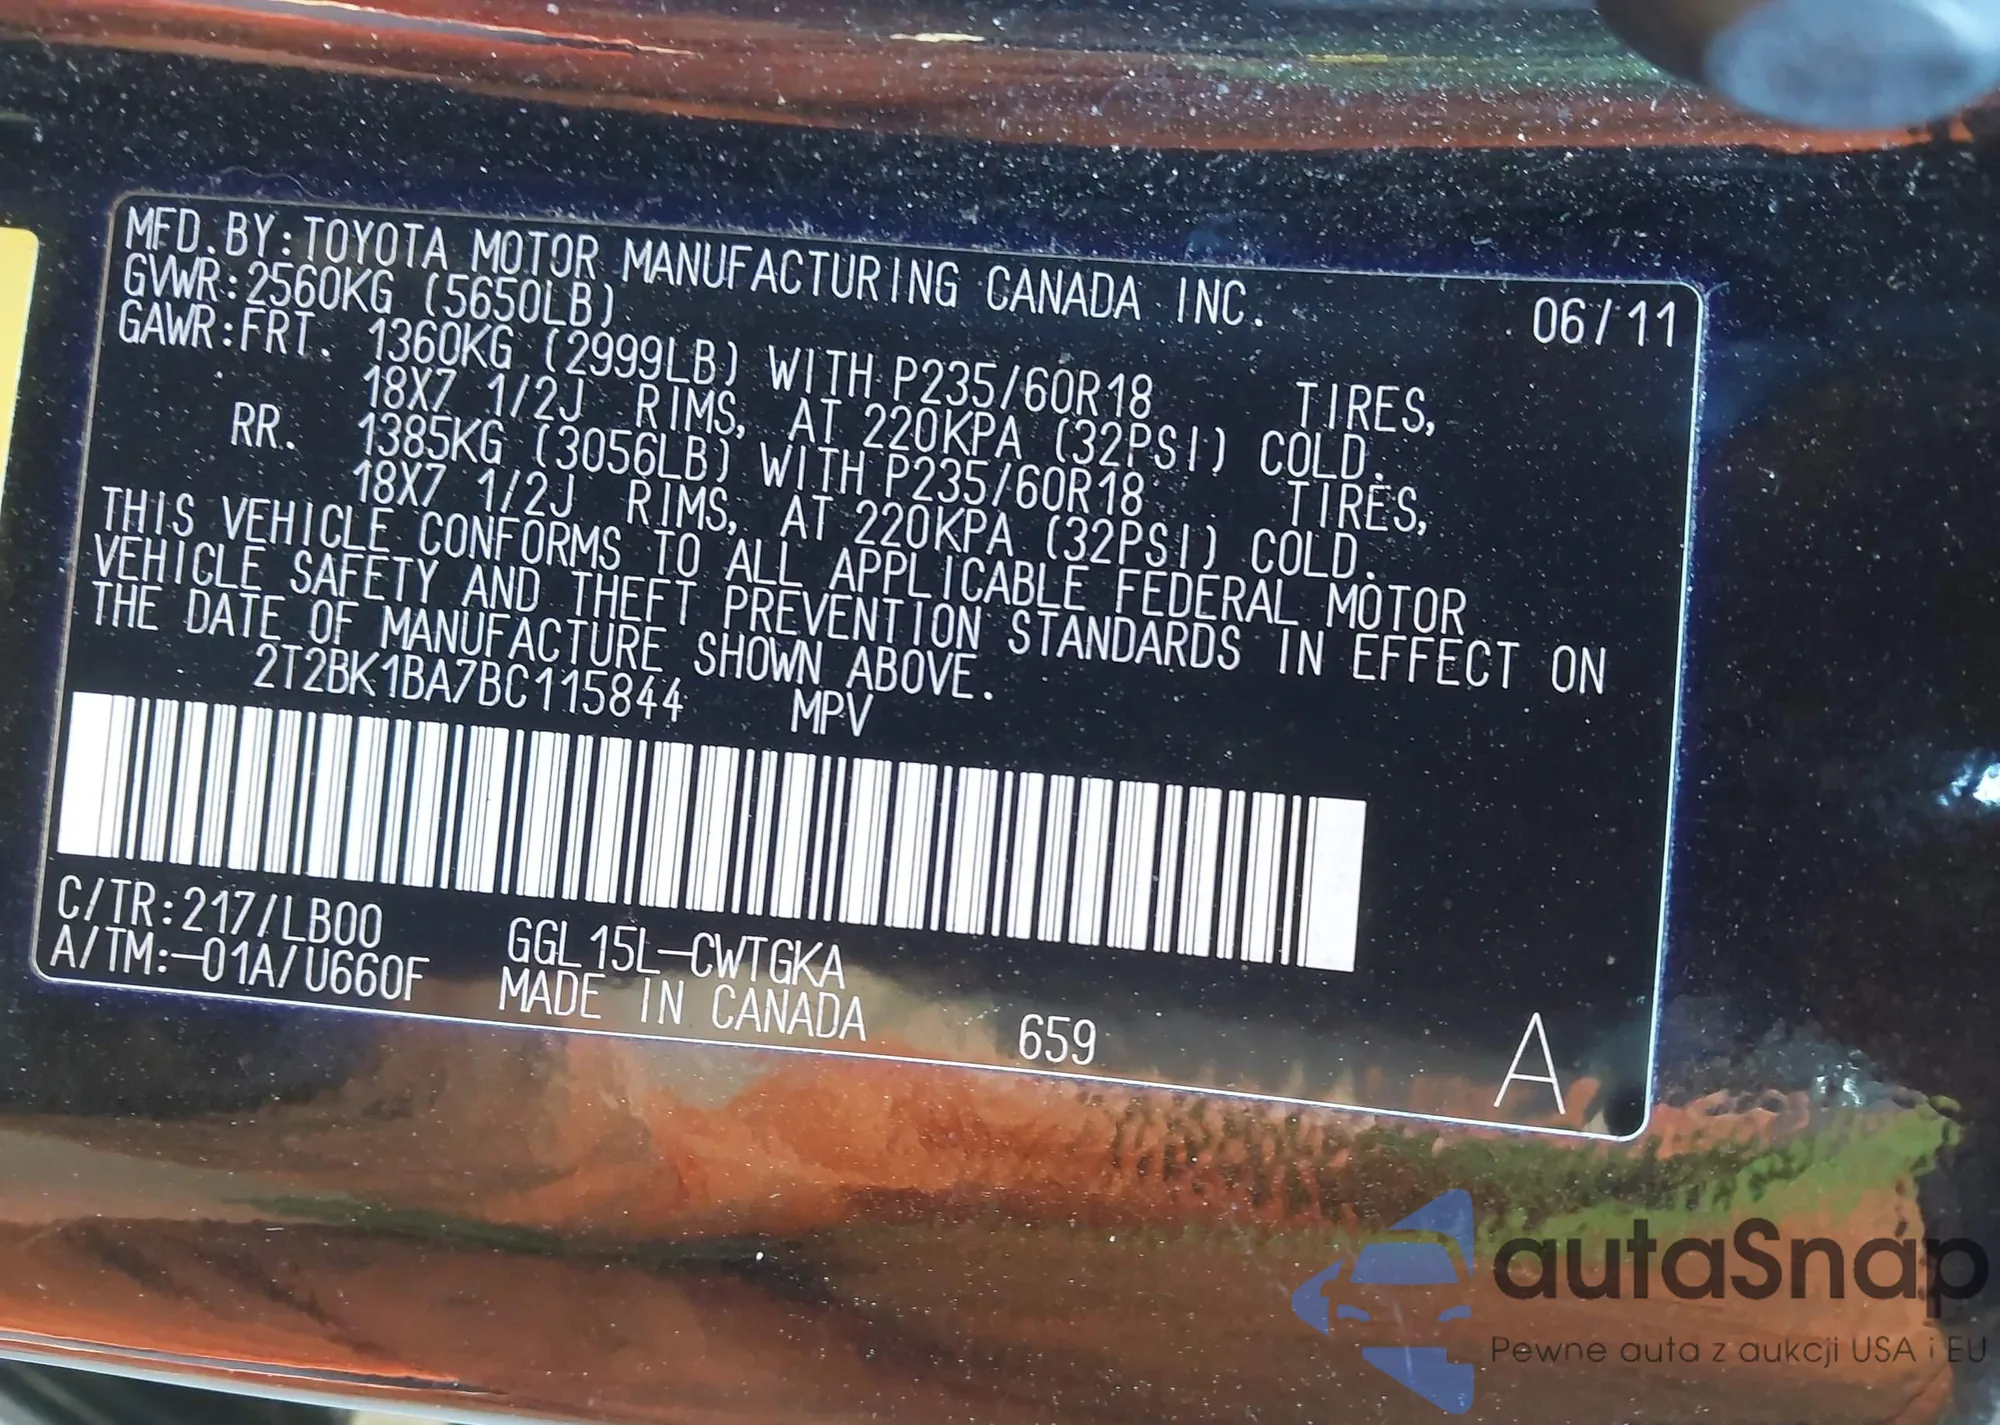 MFD.BY:TOYOTA MOTOR MANUFACTURING CANADA INC. 06/11
GVWR:2560KG (5650LB)
GAWR:FRT. 1360KG (2999LB) WITH P235/60R18 TIRES,
18X7 1/2J RIMS, AT 220KPA (32PSI) COLD.
RR. 1385KG (3056LB) WITH P235/60R18 TIRES,
18X7 1/2J RIMS, AT 220KPA (32PSI) COLD.
THIS VEHICLE CONFORMS TO ALL APPLICABLE FEDERAL MOTOR
VEHICLE SAFETY AND THEFT PREVENTION STANDARDS IN EFFECT ON
THE DATE OF MANUFACTURE SHOWN ABOVE.
2T2BK1BA7BC115844 MPV
C/TR:217/LB00 GGL15L-CWTGKA
A/TM:-01A/U660F MADE IN CANADA 659 A
autaSnap
Pewne auta z aukcji USA i EU